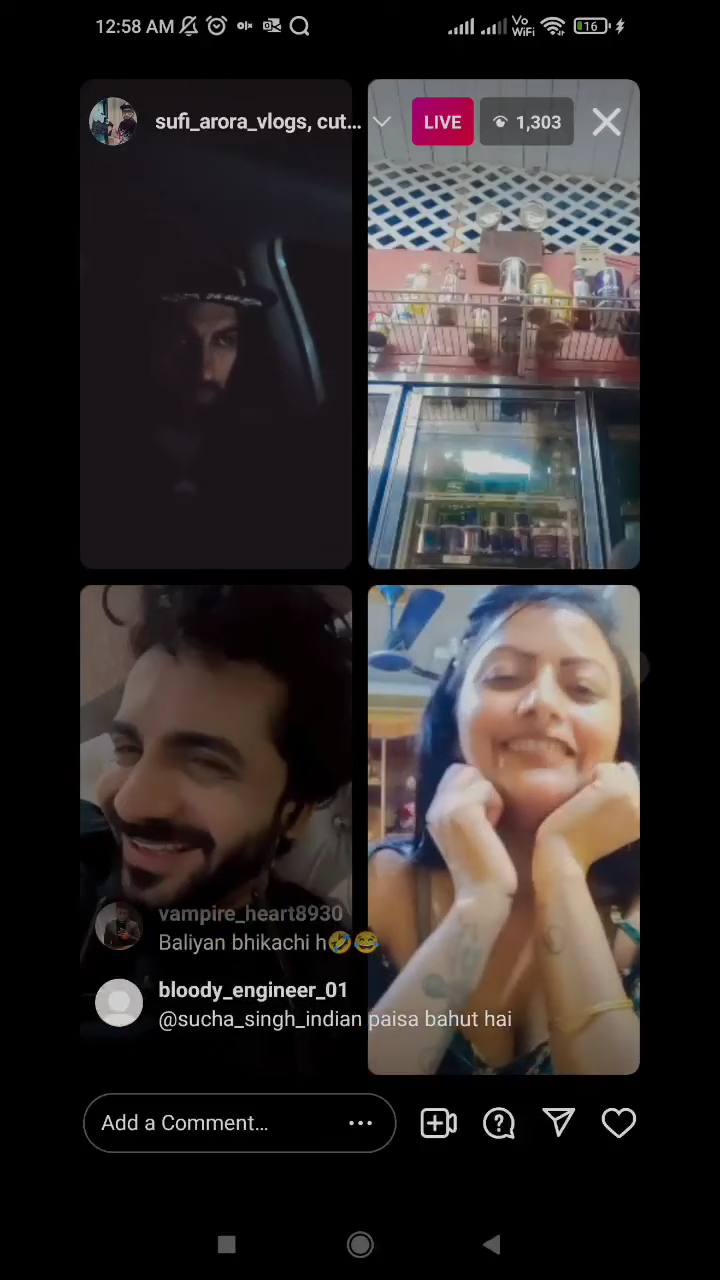 12:58 AM
Vo
WiFi
16
sufi_arora_vlogs, cut...
LIVE
1,303
vampire_heart8930
Baliyan bhikachi h🤣😂
bloody_engineer_01
@sucha_singh_indian paisa bahut hai
Add a Comment...